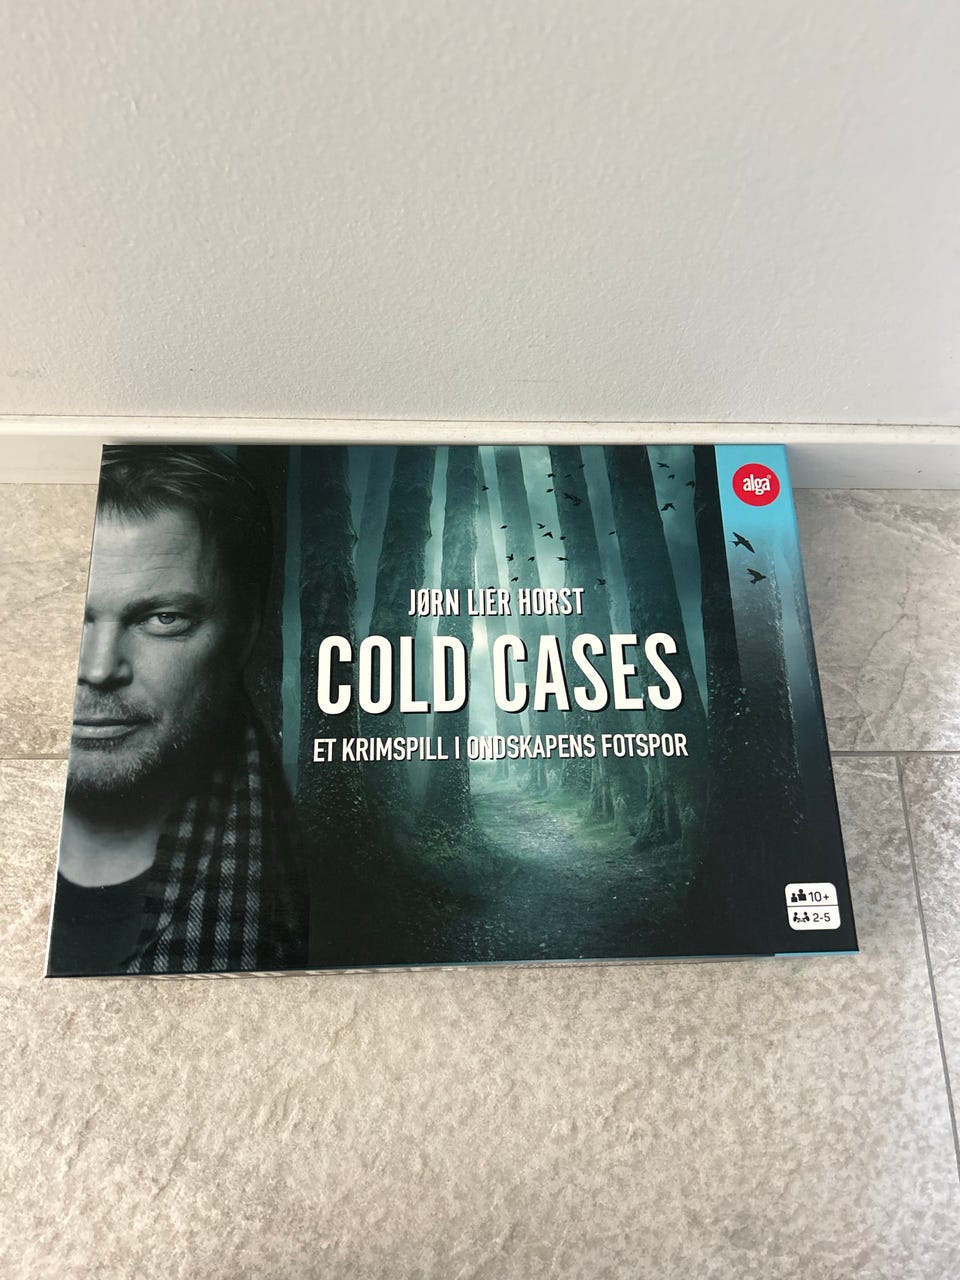 alga
JØRN LIER HORST
COLD CASES
ET KRIMSPILL I ONDSKAPENS FOTSPOR
10+
2-5